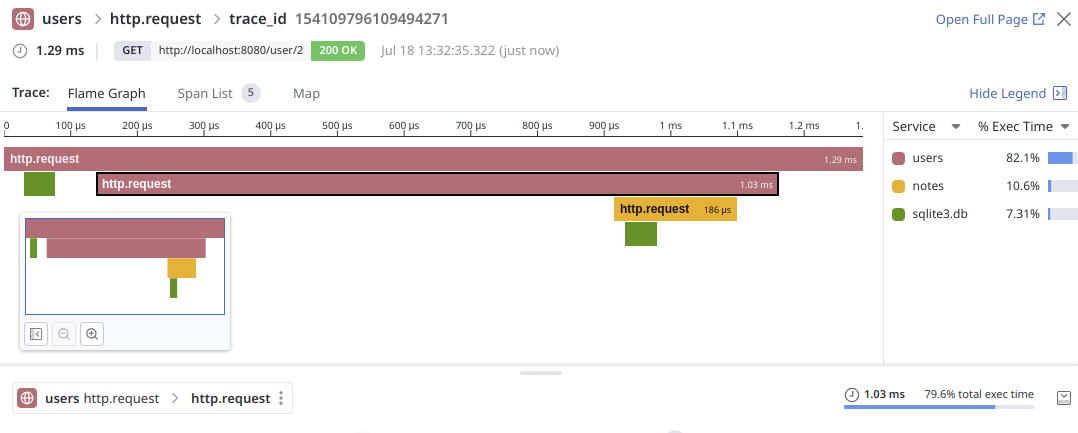 users > http.request > trace_id 154109796109494271
Open Full Page
1.29 ms GET http://localhost:8080/user/2 200 OK Jul 18 13:32:35.322 (just now)
Trace: Flame Graph Span List 5 Map
Hide Legend
0 100 µs 200 µs 300 µs 400 µs 500 µs 600 µs 700 µs 800 µs 900 µs 1 ms 1.1 ms 1.2 ms 1.
Service % Exec Time
http.request 1.29 ms
users 82.1%
http.request 1.03 ms
notes 10.6%
http.request 186 µs
sqlite3.db 7.31%
users http.request > http.request
1.03 ms 79.6% total exec time